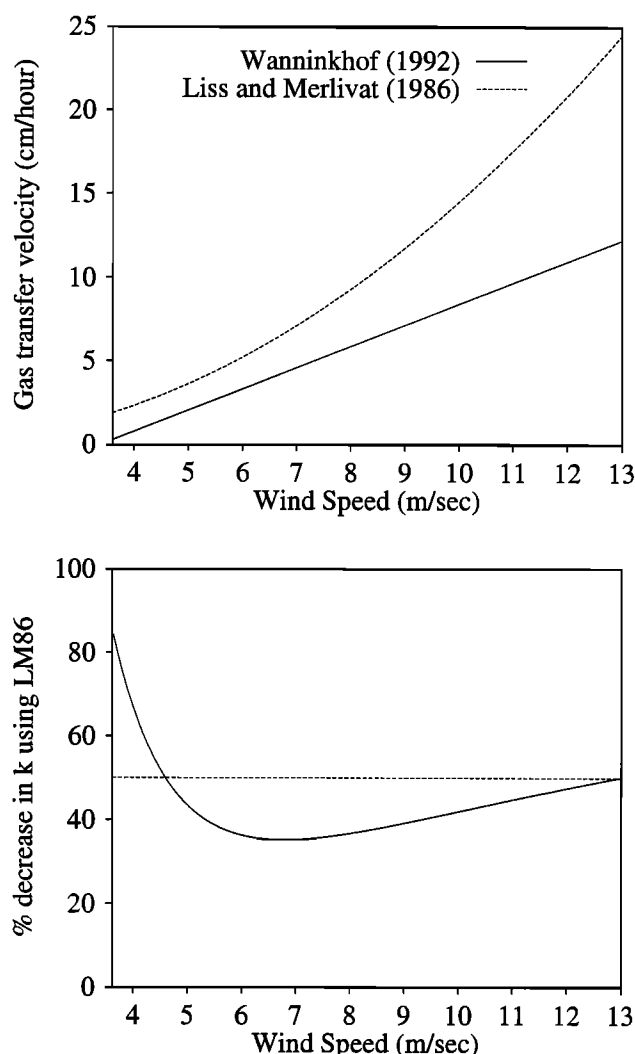 25
20
15
10
5
0
Gas transfer velocity (cm/hour)
Wanninkhof (1992)
Liss and Merlivat (1986)
4 5 6 7 8 9 10 11 12 13
Wind Speed (m/sec)
100
80
60
40
20
0
% decrease in k using LM86
4 5 6 7 8 9 10 11 12 13
Wind Speed (m/sec)